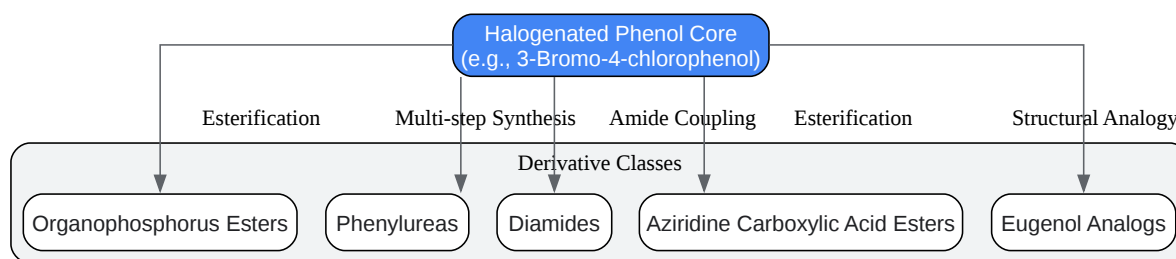 Halogenated Phenol Core
(e.g., 3-Bromo-4-chlorophenol)
Esterification
Multi-step Synthesis
Amide Coupling
Esterification
Structural Analogy
Derivative Classes
Organophosphorus Esters
Phenylureas
Diamides
Aziridine Carboxylic Acid Esters
Eugenol Analogs